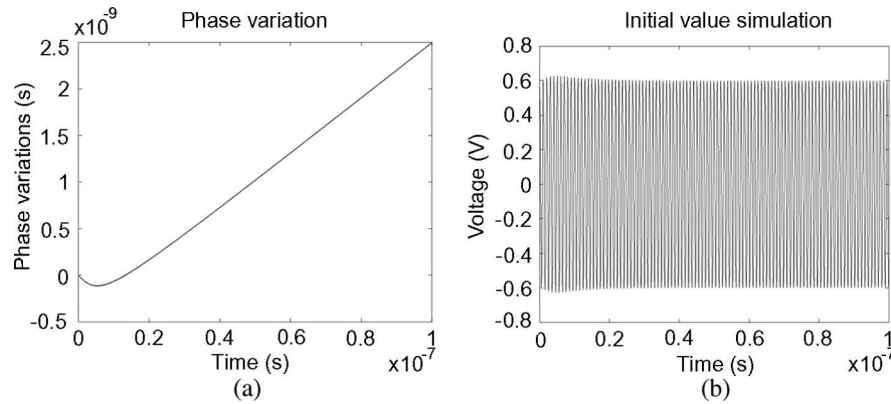 Phase variation
x10^-9
2.5
2
1.5
1
0.5
0
-0.5
Phase variations (s)
0 0.2 0.4 0.6 0.8 1
Time (s)
x10^-7
(a)
Initial value simulation
0.8
0.6
0.4
0.2
0
-0.2
-0.4
-0.6
-0.8
Voltage (V)
0 0.2 0.4 0.6 0.8 1
Time (s)
x10^-7
(b)